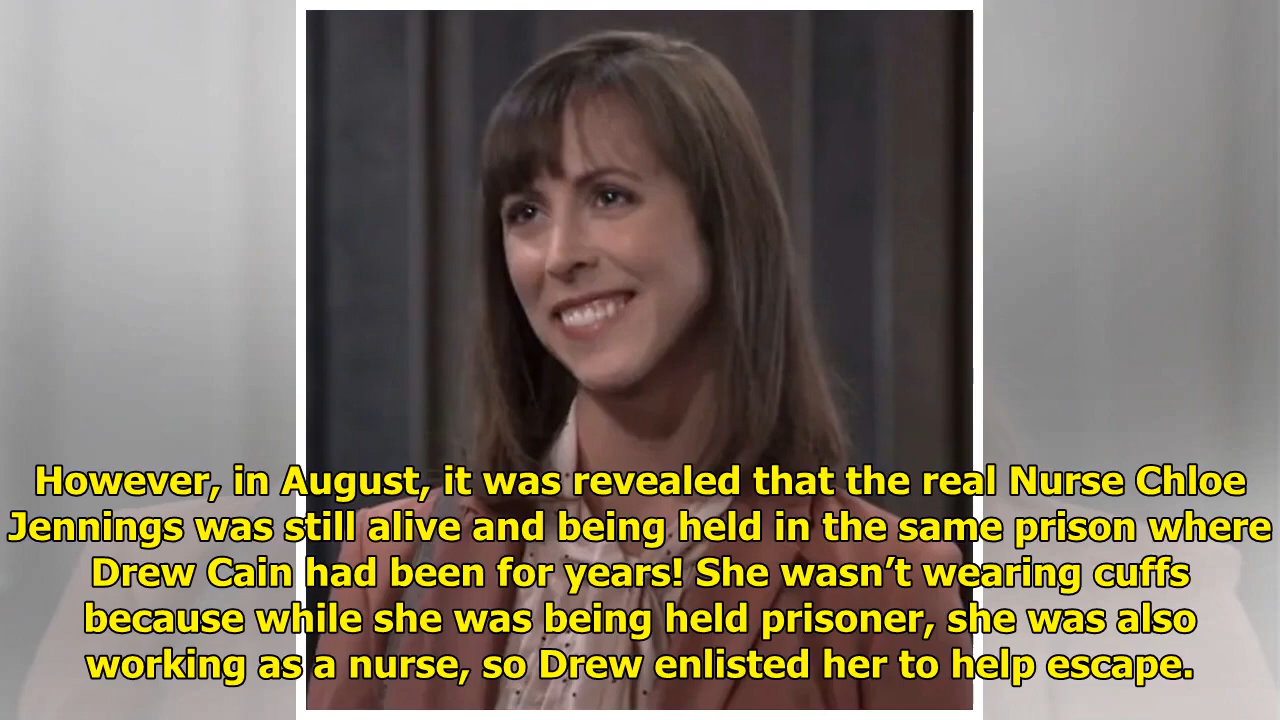 However, in August, it was revealed that the real Nurse Chloe
Jennings was still alive and being held in the same prison where
Drew Cain had been for years! She wasn’t wearing cuffs
because while she was being held prisoner, she was also
working as a nurse, so Drew enlisted her to help escape.